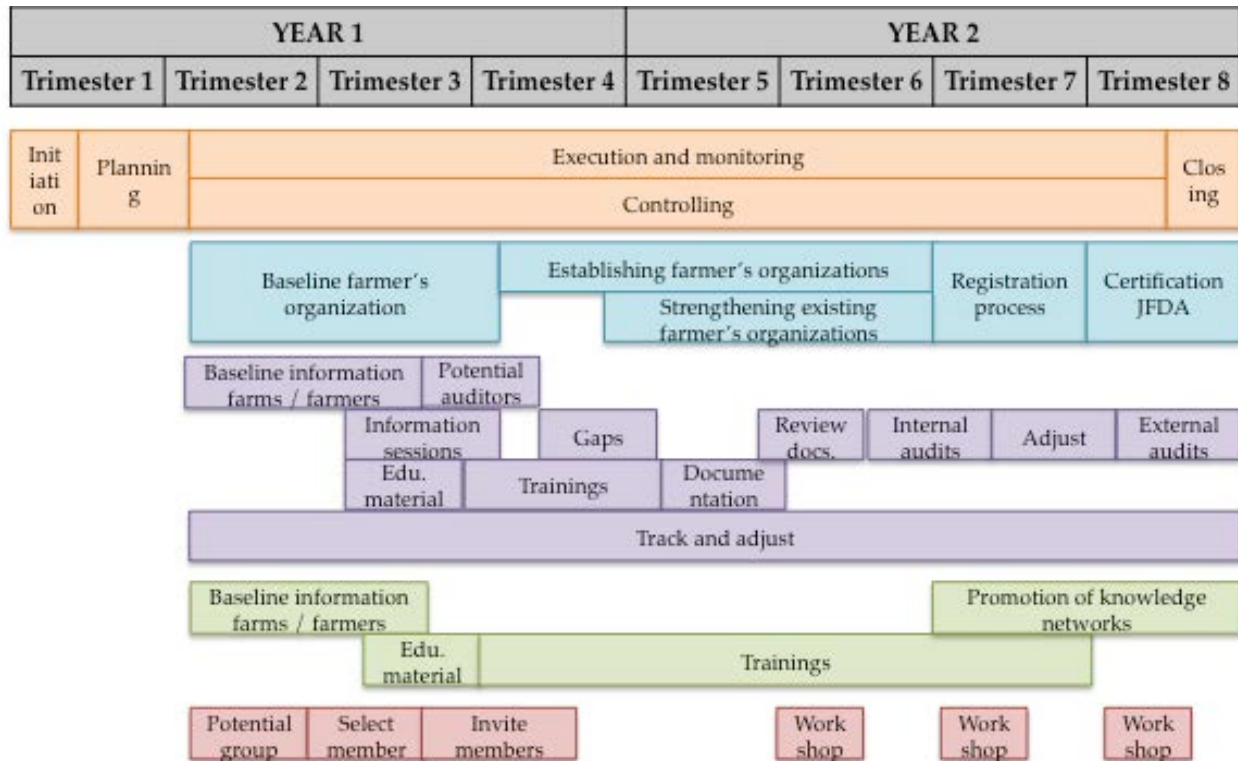 YEAR 1
YEAR 2
Trimester 1
Trimester 2
Trimester 3
Trimester 4
Trimester 5
Trimester 6
Trimester 7
Trimester 8
Init
iati
on
Plannin
g
Execution and monitoring
Controlling
Clos
ing
Baseline farmer's
organization
Establishing farmer's organizations
Strengthening existing
farmer's organizations
Registration
process
Certification
JFDA
Baseline information
farms / farmers
Potential
auditors
Information
sessions
Gaps
Review
docs.
Internal
audits
Adjust
External
audits
Edu.
material
Trainings
Docume
ntation
Track and adjust
Baseline information
farms / farmers
Promotion of knowledge
networks
Edu.
material
Trainings
Potential
group
Select
member
Invite
members
Work
shop
Work
shop
Work
shop